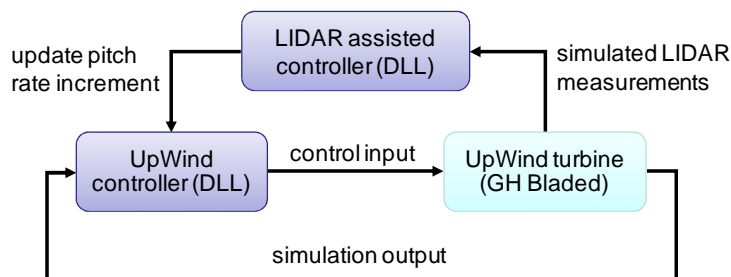 update pitch
rate increment
LIDAR assisted
controller (DLL)
simulated LIDAR
measurements
UpWind
controller (DLL)
control input
UpWind turbine
(GH Bladed)
simulation output